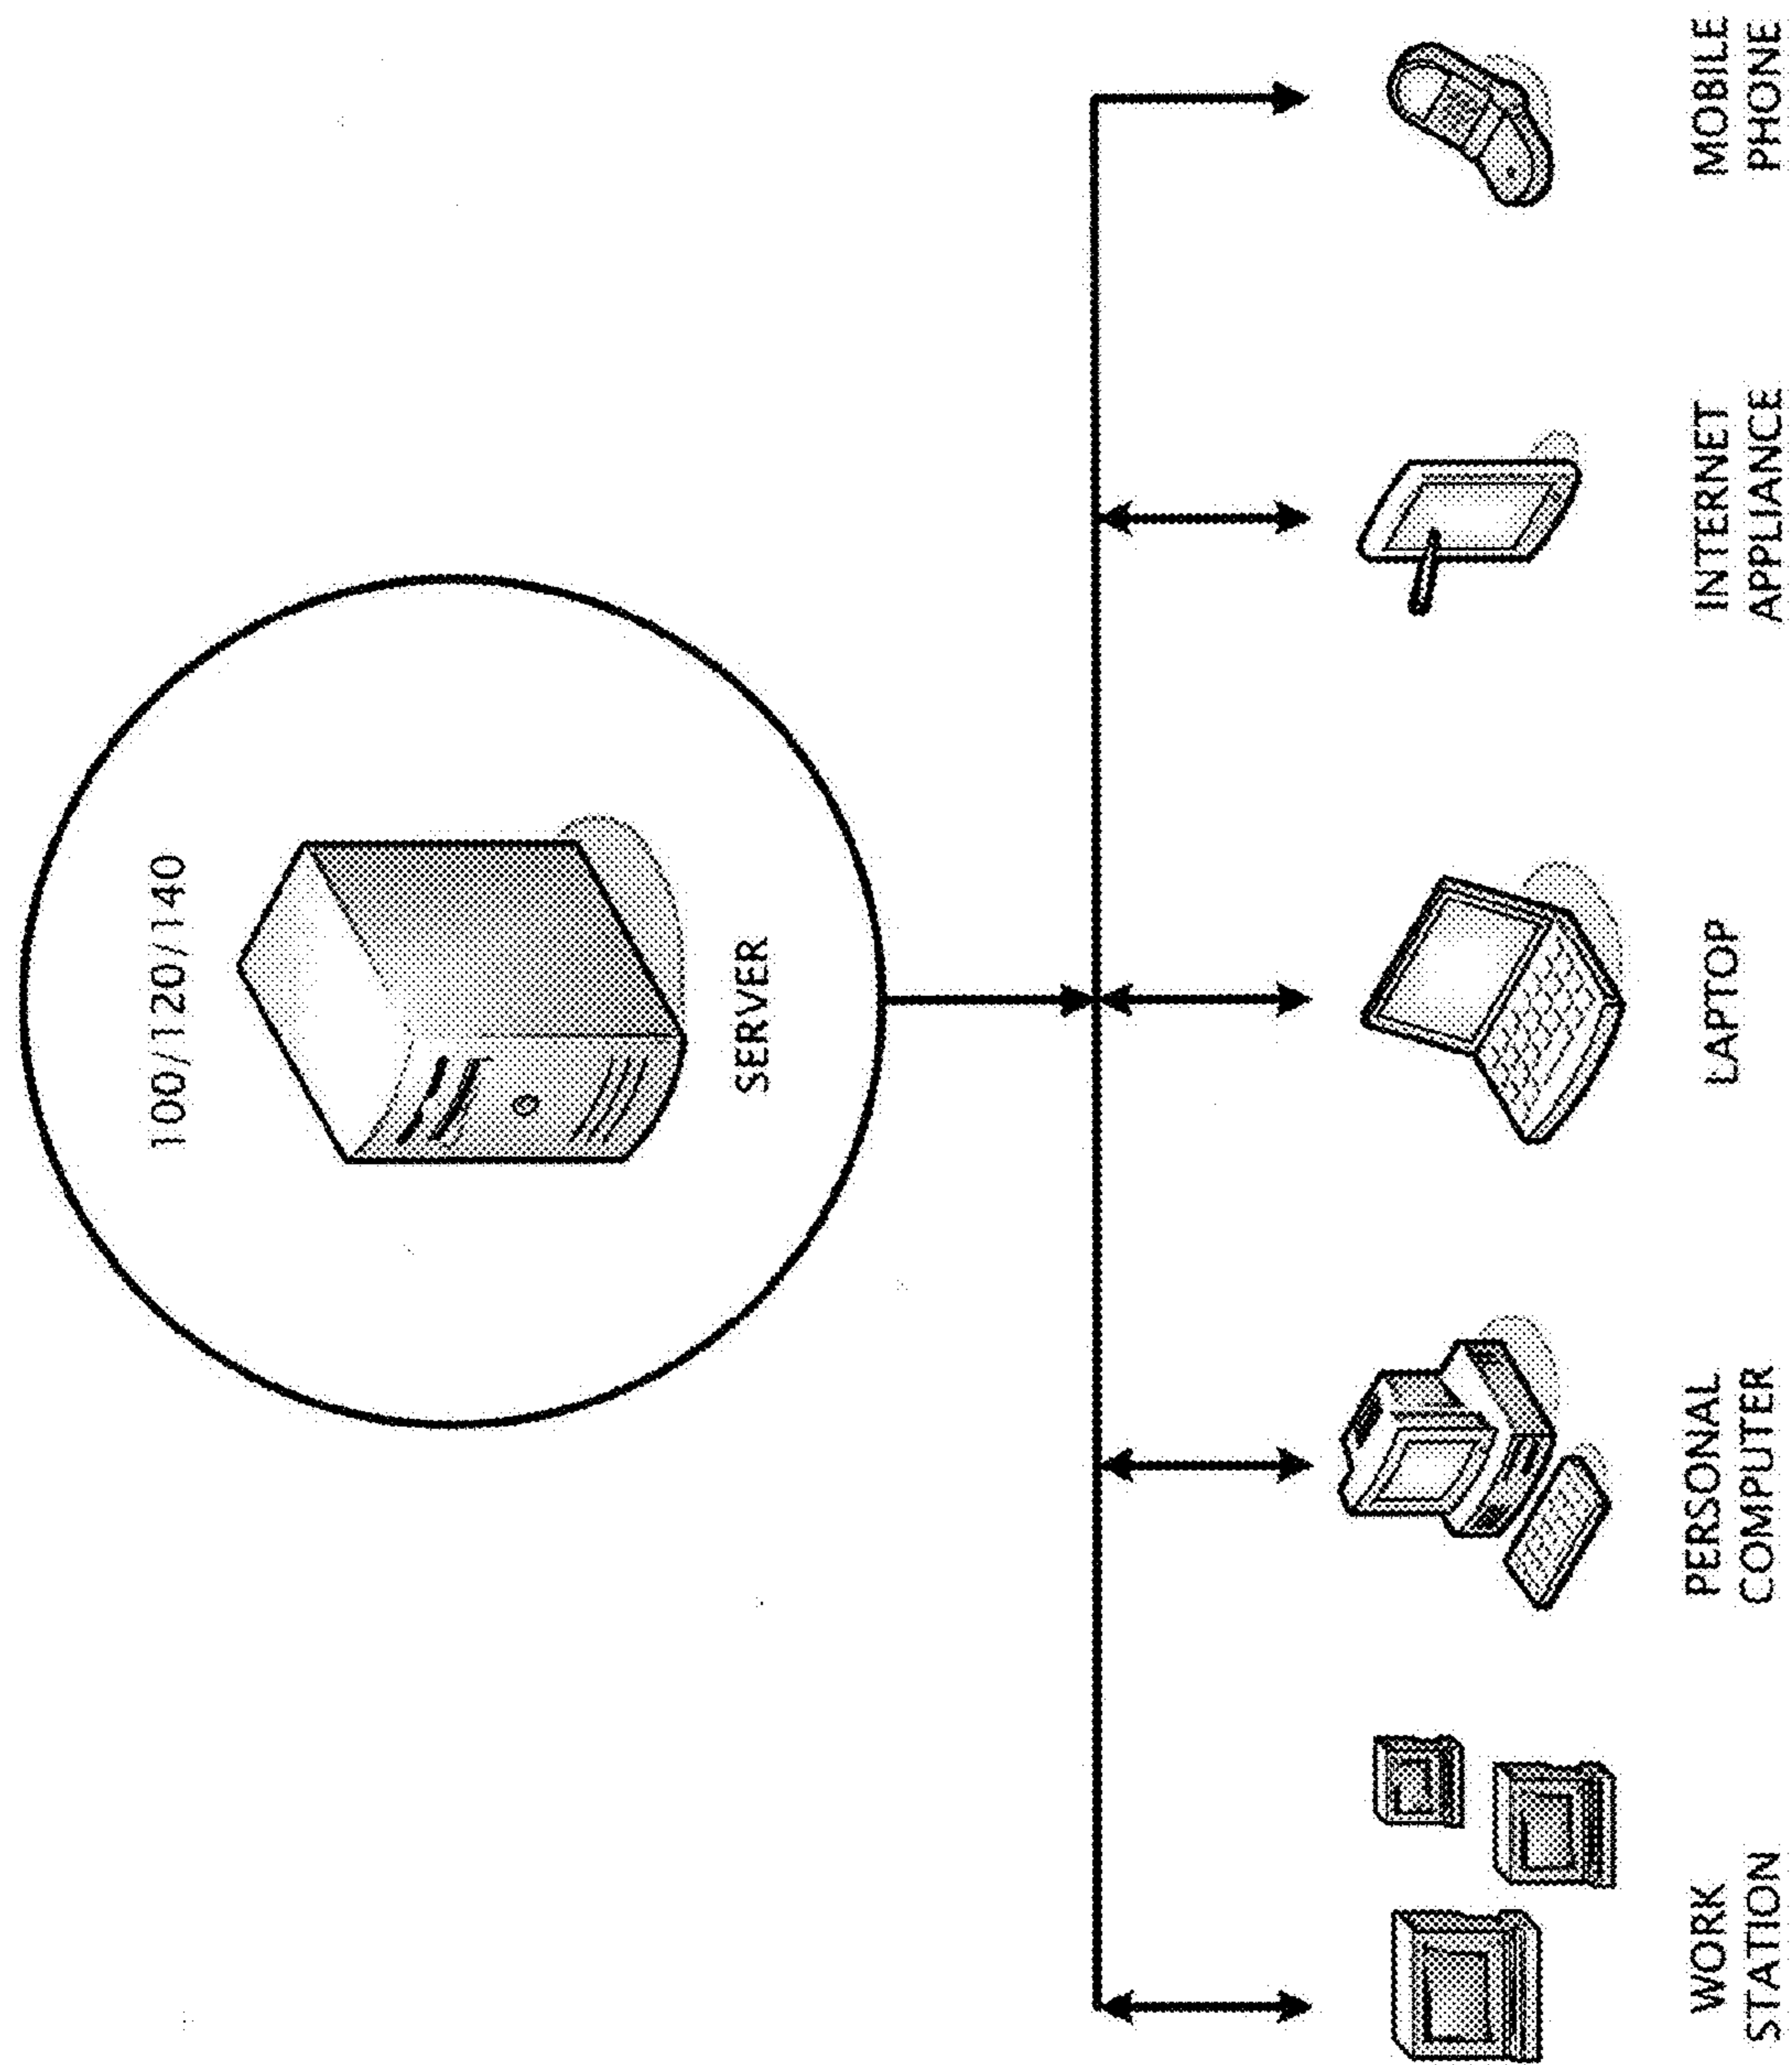 100/120/140
SERVER
WORK
STATION
PERSONAL
COMPUTER
LAPTOP
INTERNET
APPLIANCE
MOBILE
PHONE